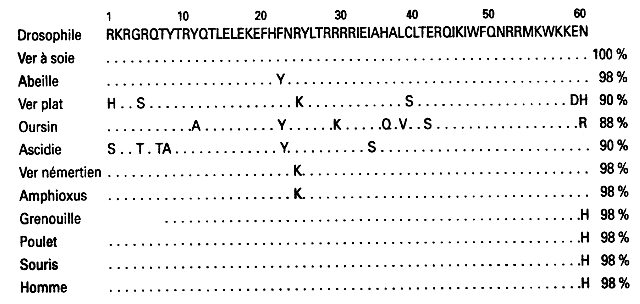 1 10 20 30 40 50 60
Drosophile RKRGRQTYTRYQTLELEKEFHFNRYLTRRRRIEIAHALCLTERQIKIWFQNRRMKWKKEN
Ver à soie ............................................................ 100 %
Abeille ......................Y..................................... 98 %
Ver plat H..S....................K..............S...................DH 90 %
Oursin ...........A..........Y.......K.....Q.V..S...................R 88 %
Ascidie S...T..TA..............Y...........S......................... 90 %
Ver némertien ........................K................................... 98 %
Amphioxus ........................K................................... 98 %
Grenouille .....................................................H 98 %
Poulet ............................................................H 98 %
Souris ............................................................H 98 %
Homme ............................................................H 98 %